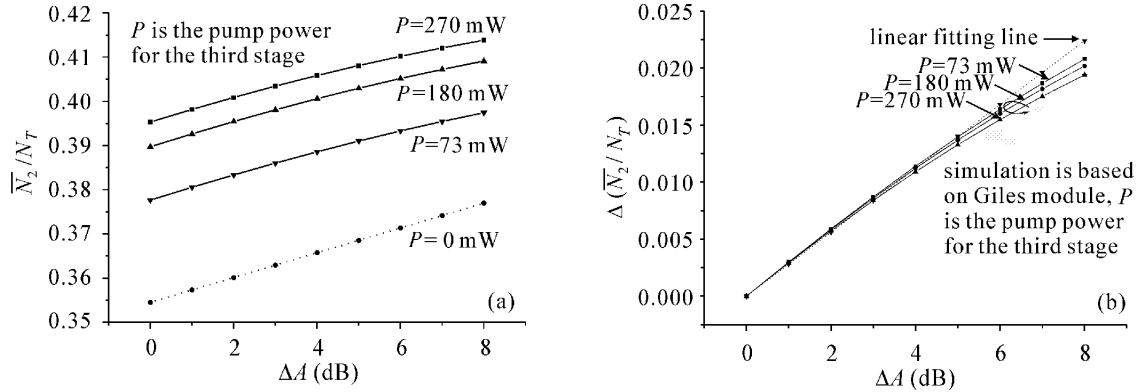 0.42
0.41
0.40
0.39
0.38
0.37
0.36
0.35
N̅₂/N_T
P is the pump power
for the third stage
P=270 mW
P=180 mW
P=73 mW
P= 0 mW
(a)
0 2 4 6 8
ΔA (dB)
0.025
0.020
0.015
0.010
0.005
0.000
Δ (N̅₂/N_T)
linear fitting line
P=73 mW
P=180 mW
P=270 mW
simulation is based
on Giles module, P
is the pump power
for the third stage
(b)
0 2 4 6 8
ΔA (dB)